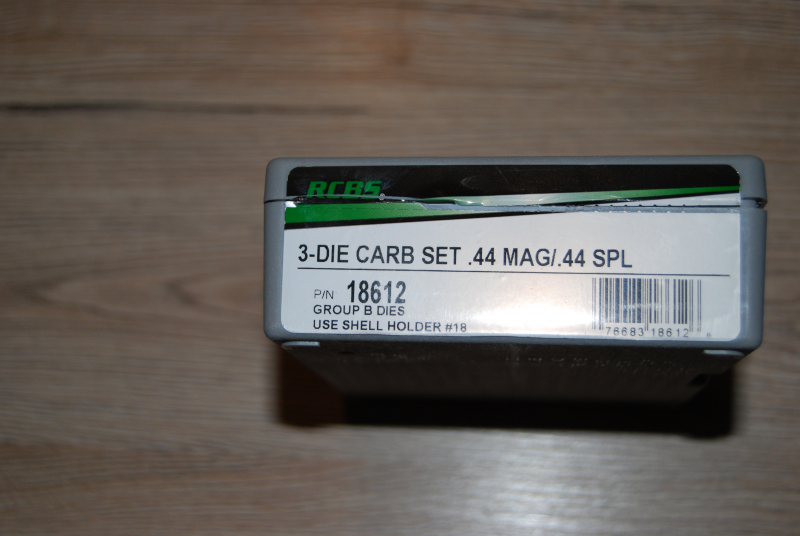 RCBS
3-DIE CARB SET .44 MAG/.44 SPL
P/N 18612
GROUP B DIES
USE SHELL HOLDER #18
76683 18612